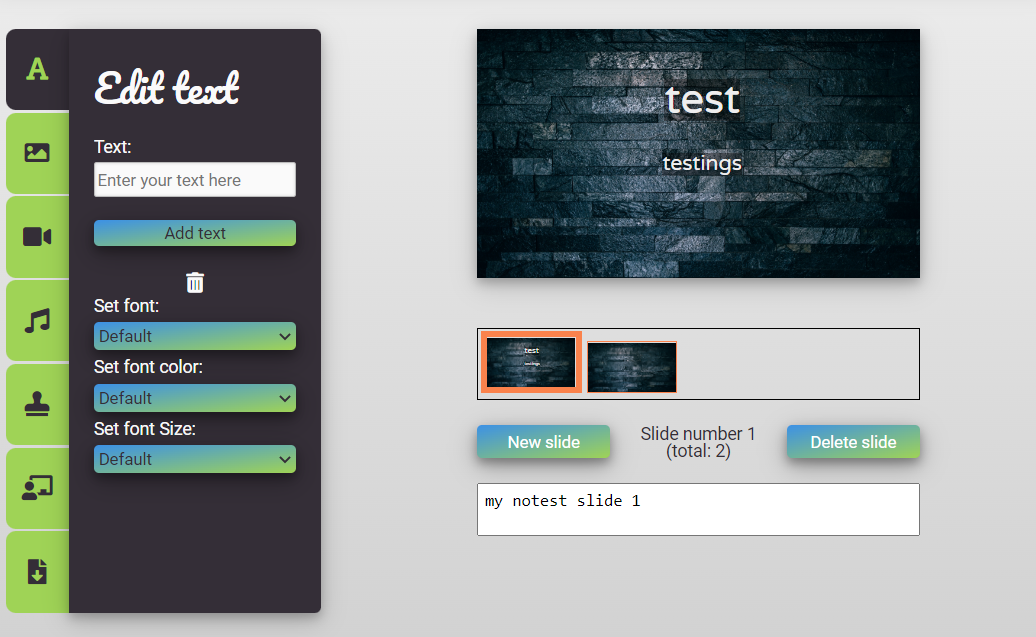 Edit text
Text:
Enter your text here
Add text
Set font:
Default
Set font color:
Default
Set font Size:
Default
test
testings
test
testings
New slide
Slide number 1
(total: 2)
Delete slide
my notest slide 1